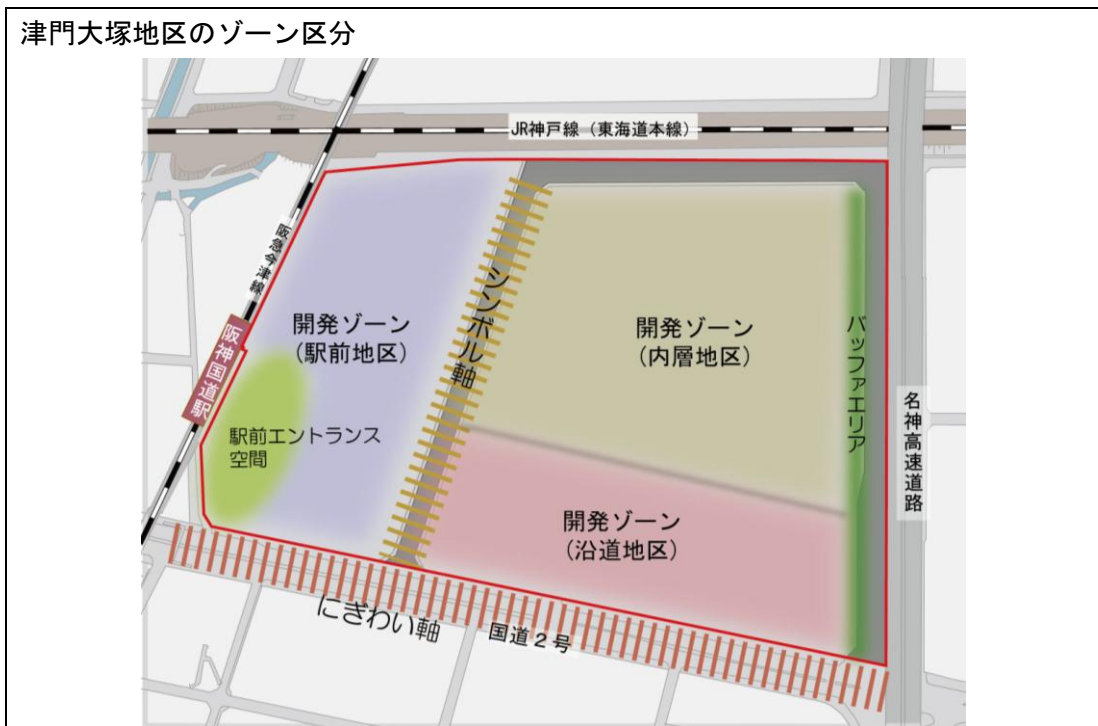 津門大塚地区のゾーン区分
JR神戸線（東海道本線）
阪急今津線
阪神国道駅
開発ゾーン
（駅前地区）
シンボル軸
開発ゾーン
（内層地区）
バッファエリア
名神高速道路
駅前エントランス
空間
開発ゾーン
（沿道地区）
にぎわい軸
国道２号